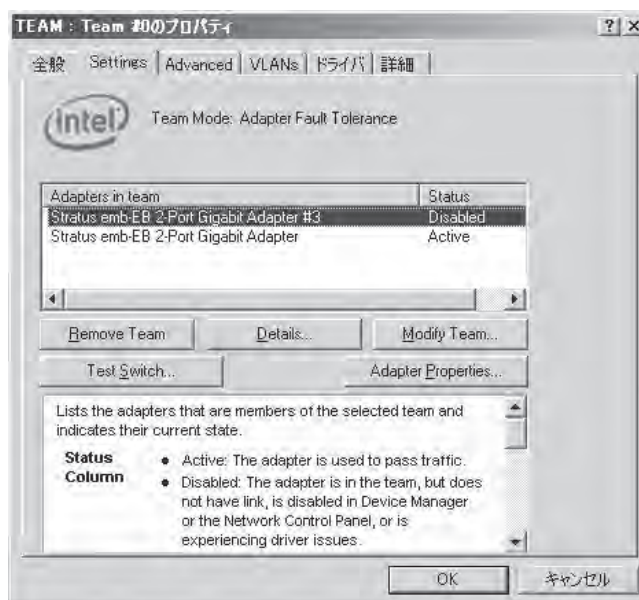 TEAM : Team #0のプロパティ
? ×
全般 Settings Advanced VLANs ドライバ 詳細
intel
Team Mode: Adapter Fault Tolerance
Adapters in team Status
Stratus emb-EB 2-Port Gigabit Adapter #3 Disabled
Stratus emb-EB 2-Port Gigabit Adapter Active
Remove Team Details... Modify Team...
Test Switch... Adapter Properties...
Lists the adapters that are members of the selected team and
indicates their current state.
Status
Column
● Active: The adapter is used to pass traffic.
● Disabled: The adapter is in the team, but does
not have link, is disabled in Device Manager
or the Network Control Panel, or is
experiencing driver issues.
OK キャンセル